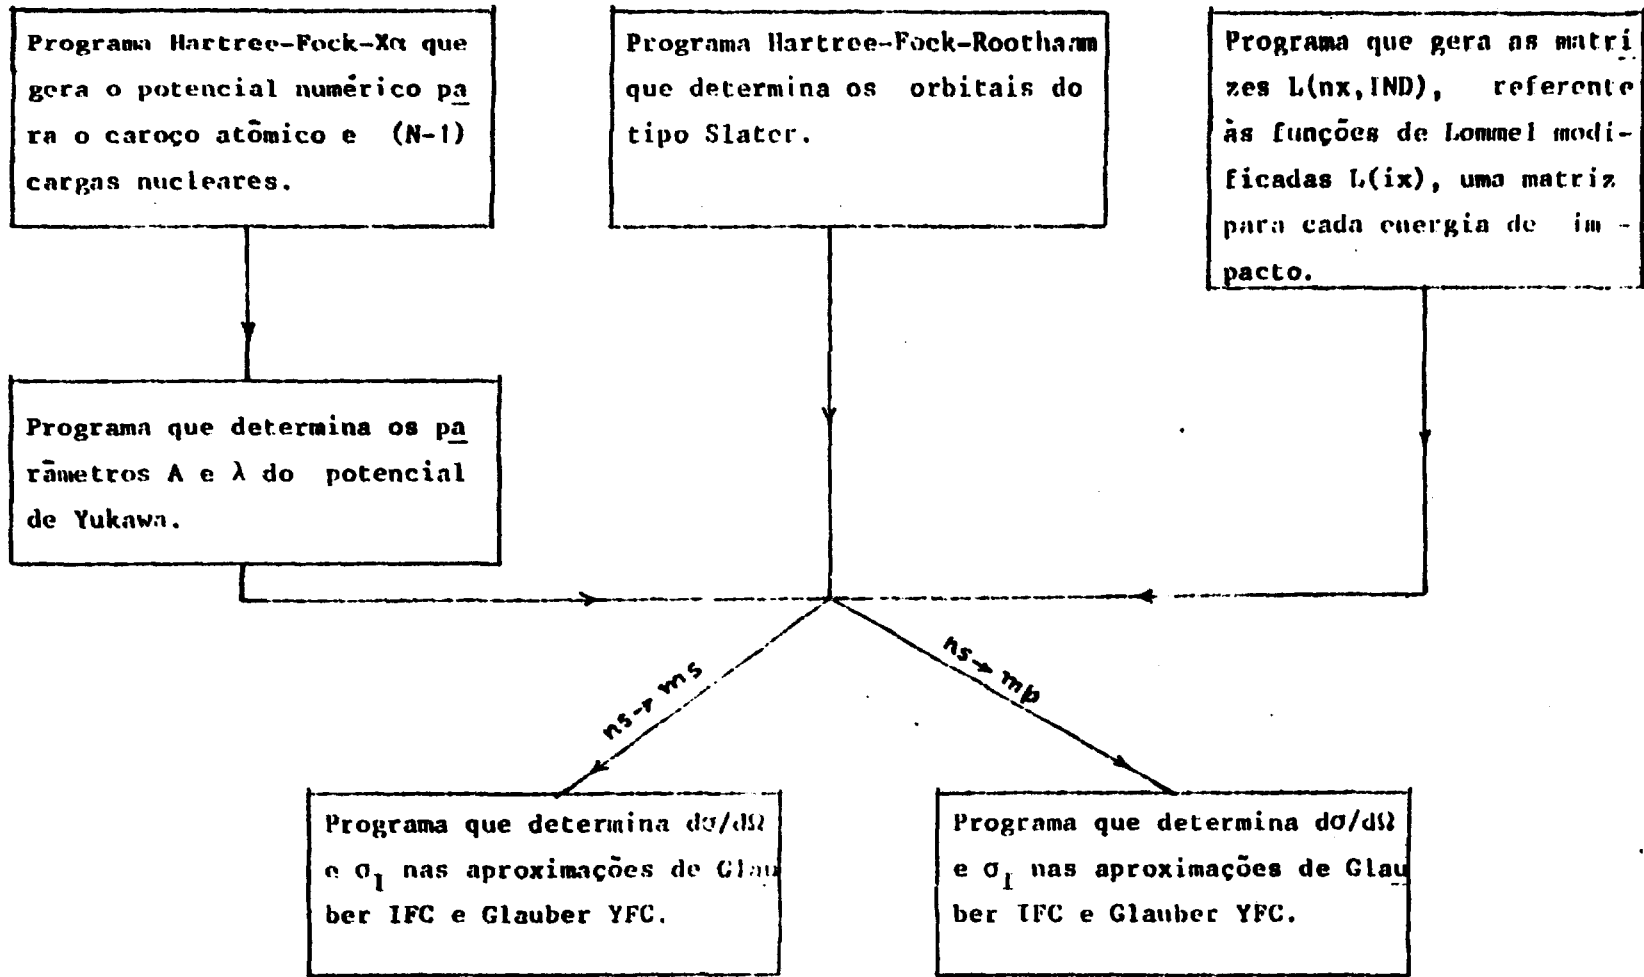 Programa Hartree-Fock-Xα que
gera o potencial numérico pa
ra o caroço atômico e (N-1)
cargas nucleares.
Programa Hartree-Fock-Rootham
que determina os orbitais do
tipo Slater.
Programa que gera as matri
zes L(nx,IND), referente
às funções de Lommel modi-
ficadas L(ix), uma matriz
para cada energia de im -
pacto.
Programa que determina os pa
râmetros A e λ do potencial
de Yukawa.
ns→ms
ns→mp
Programa que determina dσ/dΩ
e σI nas aproximações de Glau
ber IFC e Glauber YFC.
Programa que determina dσ/dΩ
e σI nas aproximações de Glau
ber IFC e Glauber YFC.